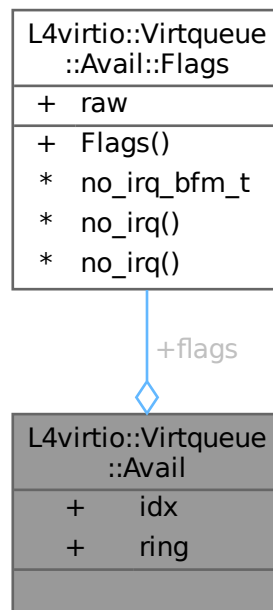 L4virtio::Virtqueue
::Avail::Flags
+ raw
+ Flags()
* no_irq_bfm_t
* no_irq()
* no_irq()
+flags
L4virtio::Virtqueue
::Avail
+ idx
+ ring